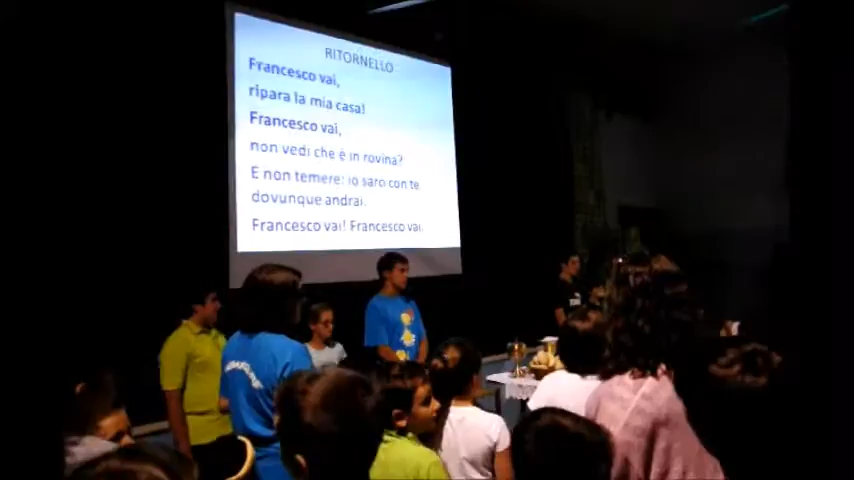 RITORNELLO
Francesco vai,
ripara la mia casa!
Francesco vai,
non vedi che è in rovina?
E non temere: io sarò con te
dovunque andrai.
Francesco vai! Francesco vai.